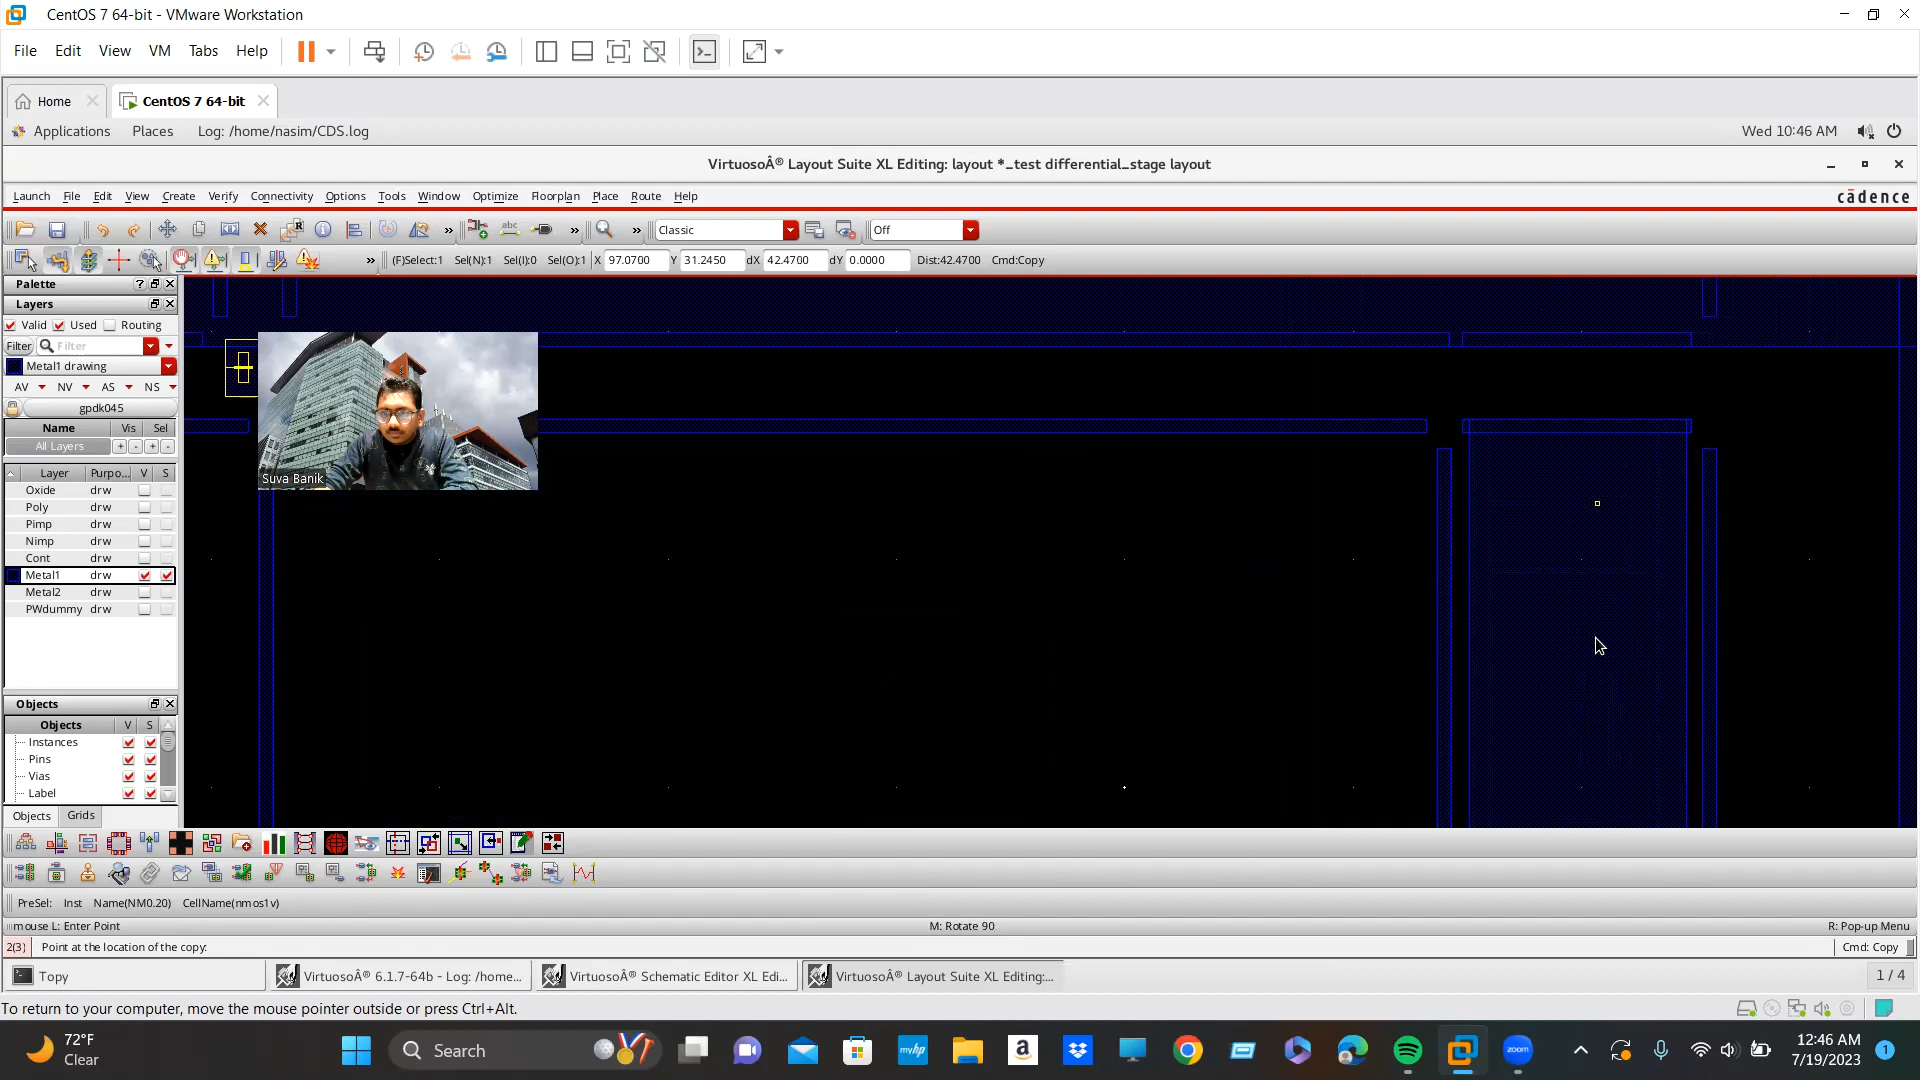 CentOS 7 64-bit - VMware Workstation
File Edit View VM Tabs Help
Home CentOS 7 64-bit
Applications Places Log: /home/nasim/CDS.log Wed 10:46 AM
VirtuosoÂ® Layout Suite XL Editing: layout *_test differential_stage layout
Launch File Edit View Create Verify Connectivity Options Tools Window Optimize Floorplan Place Route Help cādence
» abc » » Classic Off
» (F)Select:1 Sel(N):1 Sel(I):0 Sel(O):1 X 97.0700 Y 31.2450 dX 42.4700 dY 0.0000 Dist:42.4700 Cmd:Copy
Palette
Layers
Valid Used Routing
Filter Filter
Metal1 drawing
AV NV AS NS
gpdk045
Name Vis Sel
All Layers + - + -
Layer Purpo... V S
Oxide drw
Poly drw
Pimp drw
Nimp drw
Cont drw
Metal1 drw
Metal2 drw
PWdummy drw
Suva Banik
Objects
Objects V S
Instances
Pins
Vias
Label
Objects Grids
PreSel: Inst Name(NM0.20) CellName(nmos1v)
mouse L: Enter Point M: Rotate 90 R: Pop-up Menu
2(3) Point at the location of the copy: Cmd: Copy
Topy VirtuosoÂ® 6.1.7-64b - Log: /home... VirtuosoÂ® Schematic Editor XL Edi... VirtuosoÂ® Layout Suite XL Editing:... 1 / 4
To return to your computer, move the mouse pointer outside or press Ctrl+Alt.
72°F
Clear
Search
myhp
zoom
12:46 AM
7/19/2023
1